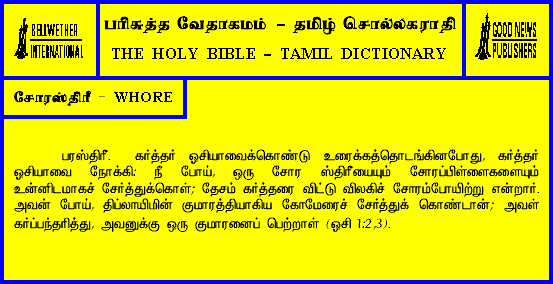 BELLWETHER
INTERNATIONAL
பரிசுத்த வேதாகமம் – தமிழ் சொல்லகராதி
THE HOLY BIBLE – TAMIL DICTIONARY
GOOD NEWS
PUBLISHERS
சோரஸ்திரீ – WHORE
பரஸ்திரீ. கர்த்தர் ஓசியாவைக்கொண்டு உரைக்கத்தொடங்கினபோது, கர்த்தர்
ஓசியாவை நோக்கி; நீ போய், ஒரு சோர ஸ்திரீயையும் சோரப்பிள்ளைகளையும்
உன்னிடமாகச் சேர்த்துக்கொள்; தேசம் கர்த்தரை விட்டு விலகிச் சோரம்போயிற்று என்றார்.
அவன் போய், திப்லாயிமின் குமாரத்தியாகிய கோமேரைச் சேர்த்துக் கொண்டான்; அவள்
கர்ப்பந்தரித்து, அவனுக்கு ஒரு குமாரனைப் பெற்றாள் (ஓசி 1:2,3).